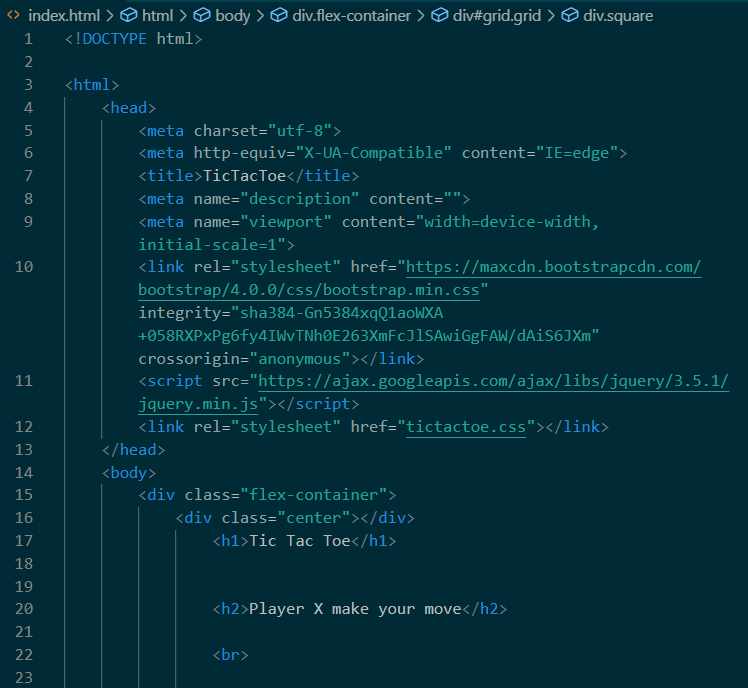 <> index.html > html > body > div.flex-container > div#grid.grid > div.square
1 <!DOCTYPE html>
2
3 <html>
4 <head>
5 <meta charset="utf-8">
6 <meta http-equiv="X-UA-Compatible" content="IE=edge">
7 <title>TicTacToe</title>
8 <meta name="description" content="">
9 <meta name="viewport" content="width=device-width,
initial-scale=1">
10 <link rel="stylesheet" href="https://maxcdn.bootstrapcdn.com/
bootstrap/4.0.0/css/bootstrap.min.css"
integrity="sha384-Gn5384xqQ1aoWXA
+058RXPxPg6fy4IWvTNh0E263XmFcJlSAwiGgFAW/dAiS6JXm"
crossorigin="anonymous"></link>
11 <script src="https://ajax.googleapis.com/ajax/libs/jquery/3.5.1/
jquery.min.js"></script>
12 <link rel="stylesheet" href="tictactoe.css"></link>
13 </head>
14 <body>
15 <div class="flex-container">
16 <div class="center"></div>
17 <h1>Tic Tac Toe</h1>
18
19
20 <h2>Player X make your move</h2>
21
22 <br>
23